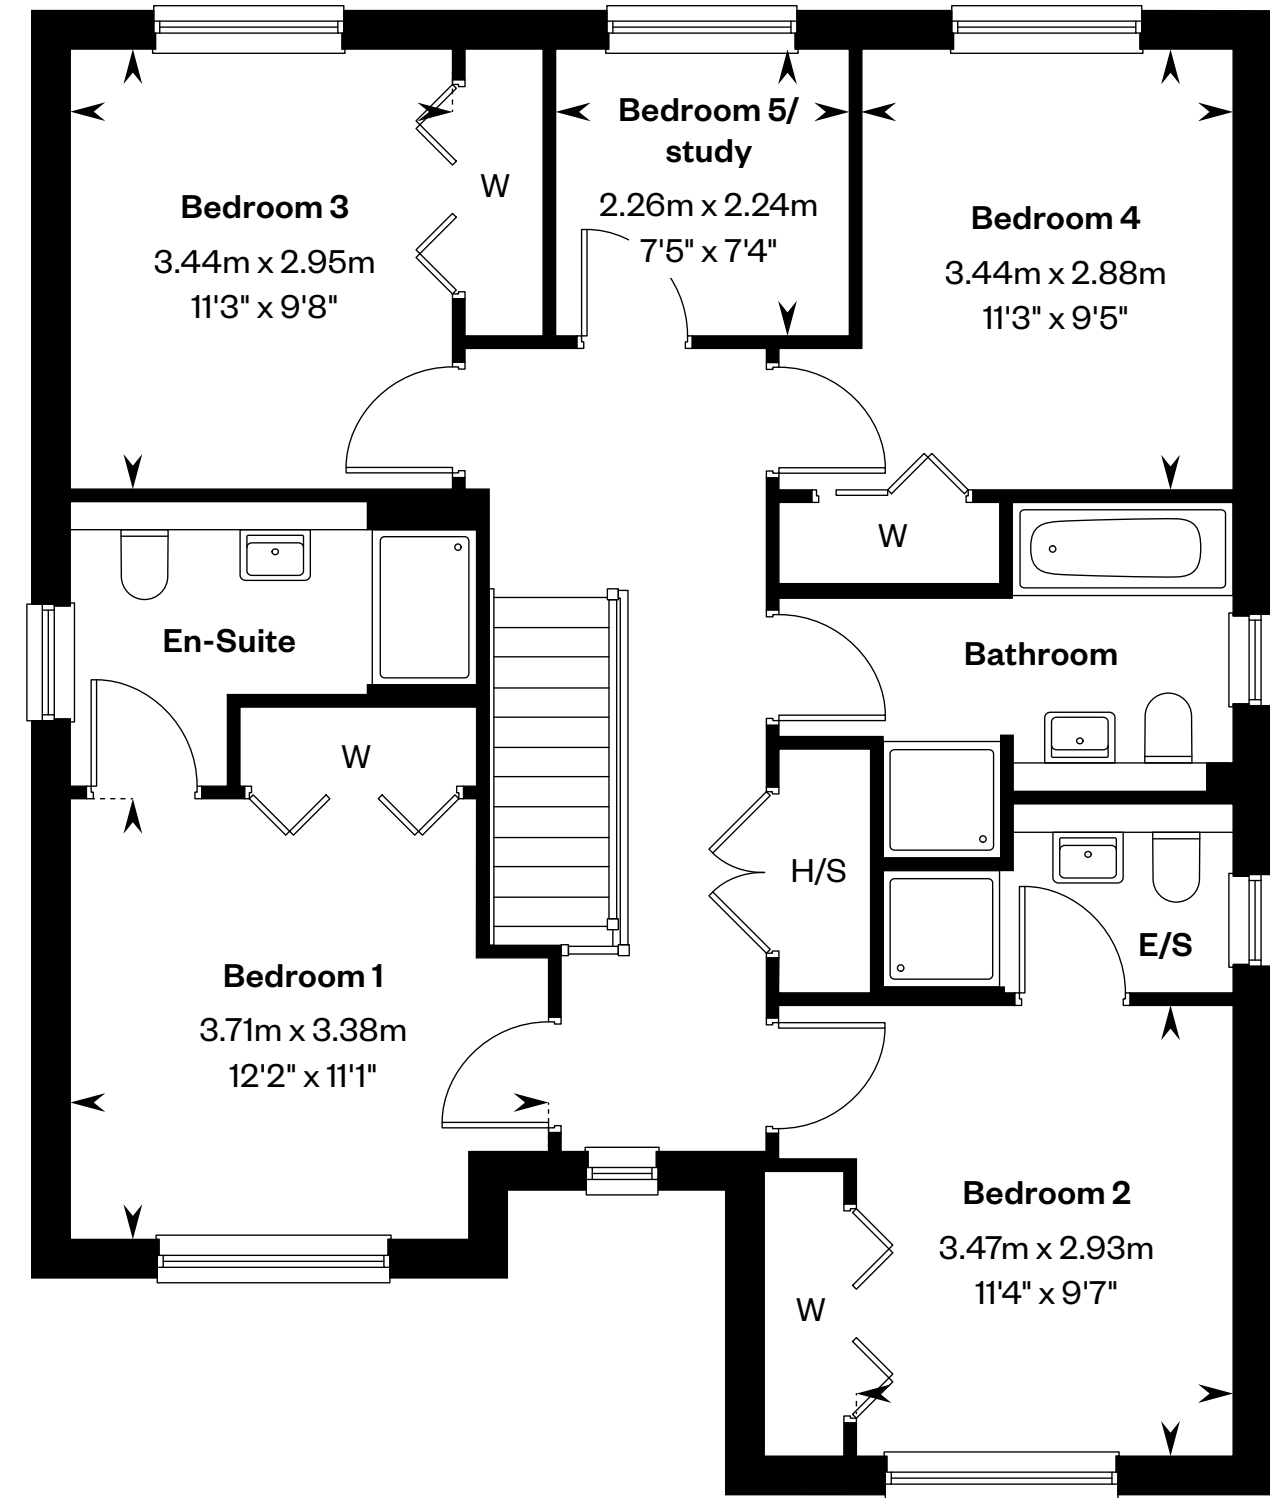 Bedroom 5/
study
2.26m x 2.24m
7'5" x 7'4"
Bedroom 3
3.44m x 2.95m
11'3" x 9'8"
W
Bedroom 4
3.44m x 2.88m
11'3" x 9'5"
W
En-Suite
Bathroom
W
H/S
E/S
Bedroom 1
3.71m x 3.38m
12'2" x 11'1"
Bedroom 2
3.47m x 2.93m
11'4" x 9'7"
W